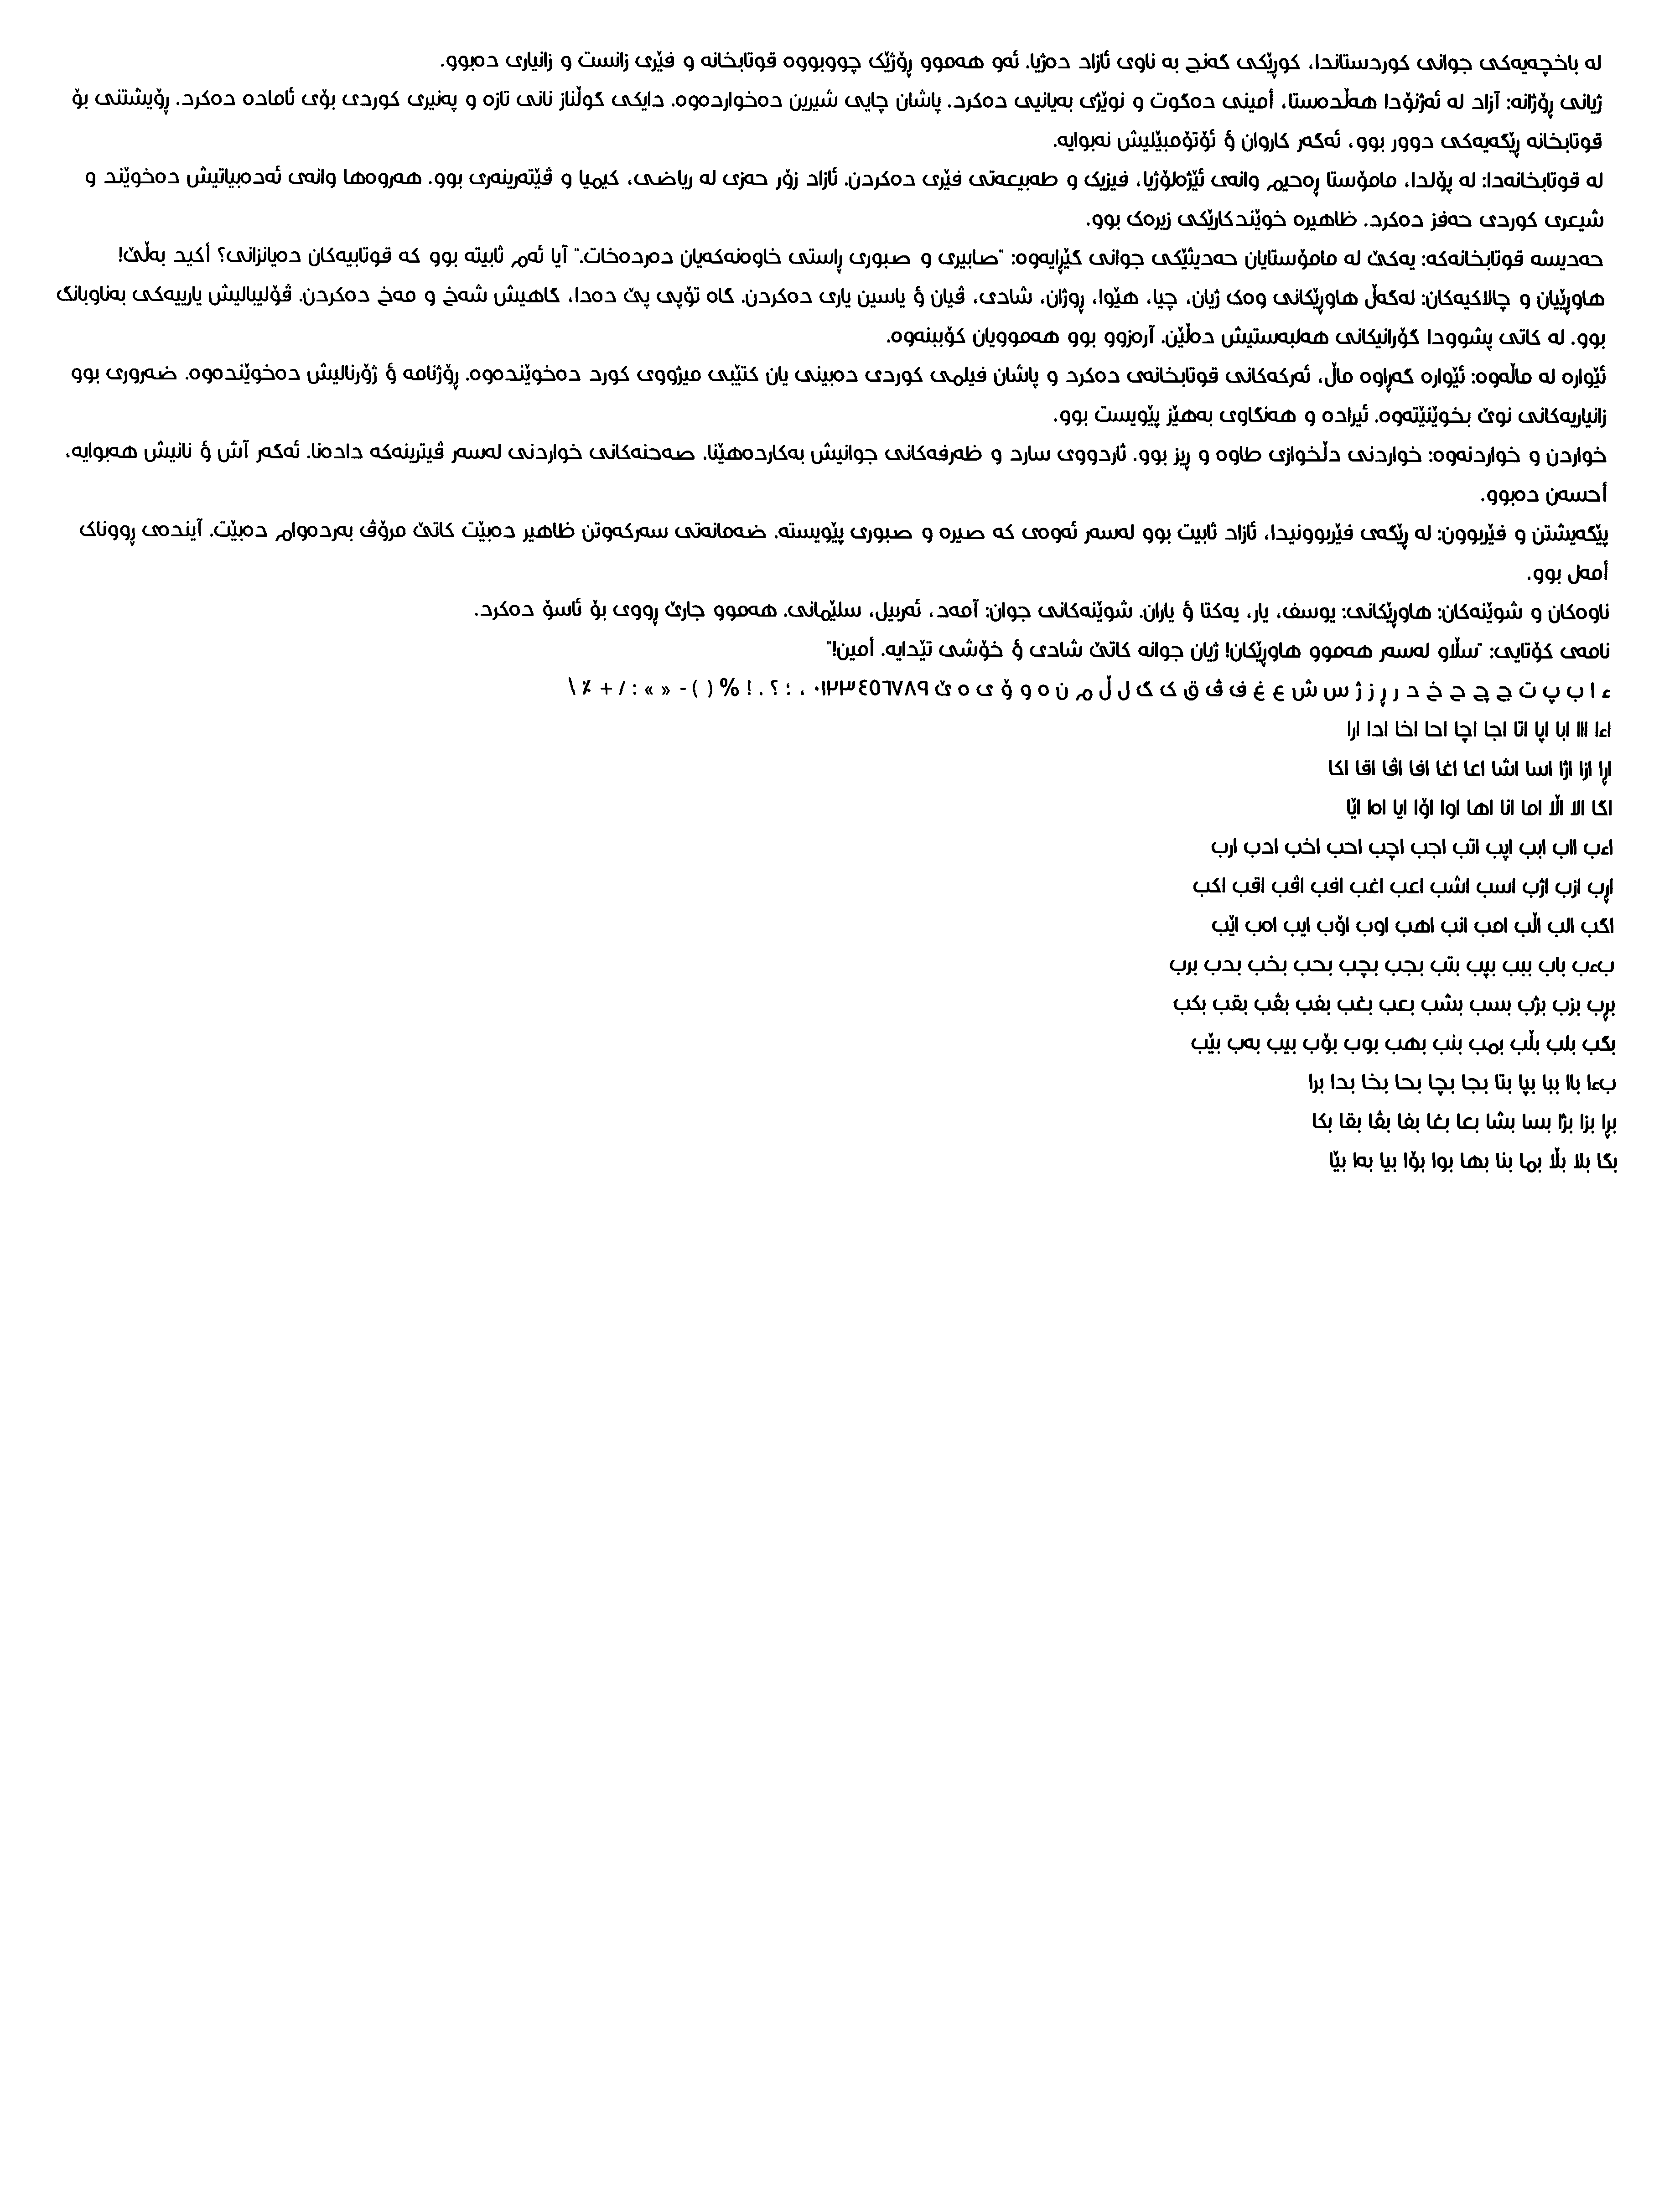 لە باخچەیەکی جوانی کوردستاندا، کوڕێکی گەنج بە ناوی ئازاد دەژیا. ئەو هەموو ڕۆژێک چووبووە قوتابخانە و فێری زانست و زانیاری دەبوو.
ژیانی ڕۆژانە: آزاد لە ئەژنۆدا هەڵدەستا، أمینی دەگوت و نوێژی بەیانیی دەکرد. پاشان چایی شیرین دەخواردەوە. دایکی گوڵناز نانی تازە و پەنیری کوردی بۆی ئامادە دەکرد. ڕۆیشتنی بۆ
قوتابخانە ڕێگەیەکی دوور بوو، ئەگەر کاروان ؤ ئۆتۆمبێلیش نەبوایە.
لە قوتابخانەدا: لە پۆلدا، مامۆستا ڕەحیم وانەی ئێژەلۆژیا، فیزیک و طەبیعەتی فێری دەکردن. ئازاد زۆر حەزی لە ریاضی، کیمیا و ڤێتەرینەری بوو. هەروەها وانەی ئەدەبیاتیش دەخوێند و
شیعری کوردی حەفز دەکرد. ظاهیرە خوێندکارێکی زیرەک بوو.
حەدیسە قوتابخانەکە: یەکێ لە مامۆستایان حەدیثێکی جوانی گێڕایەوە: "صابیری و صبوری ڕاستی خاوەنەکەیان دەردەخات." آیا ئەم ثابیتە بوو کە قوتابیەکان دەیانزانی؟ أکید بەڵێ!
هاوڕێیان و چالاکیەکان: لەگەڵ هاوڕێکانی وەک ژیان، چیا، هێوا، ڕوژان، شادی، ڤیان ؤ یاسین یاری دەکردن. گاە تۆپی پێ دەدا، گاهیش شەخ و مەخ دەکردن. ڤۆلیبالیش یارییەکی بەناوبانگ
بوو. لە کاتی پشوودا گۆرانیکانی هەلبەستیش دەڵێن. آرەزوو بوو هەموویان کۆببنەوە.
ئێوارە لە ماڵەوە: ئێوارە گەڕاوە ماڵ، ئەرکەکانی قوتابخانەی دەکرد و پاشان فیلمی کوردی دەبینی یان کتێبی میژووی کورد دەخوێندەوە. ڕۆژنامە ؤ ژۆرنالیش دەخوێندەوە. ضەروری بوو
زانیاریەکانی نوێ بخوێنێتەوە. ئیرادە و هەنگاوی بەهێز پێویست بوو.
خواردن و خواردنەوە: خواردنی دڵخوازی طاوە و ڕیز بوو. ثاردووی سارد و ظەرفەکانی جوانیش بەکاردەهێنا. صەحنەکانی خواردنی لەسەر ڤیترینەکە دادەنا. ئەگەر آش ؤ نانیش هەبوایە،
أحسەن دەبوو.
پێگەیشتن و فێربوون: لە ڕێگەی فێربوونیدا، ئازاد ثابیت بوو لەسەر ئەوەی کە صیرە و صبوری پێویستە. ضەمانەتی سەرکەوتن ظاهیر دەبێت کاتێ مرۆڤ بەردەوام دەبێت. آیندەی ڕووناک
أمەل بوو.
ناوەکان و شوێنەکان: هاوڕێکانی: یوسف، یار، یەکتا ؤ یاران. شوێنەکانی جوان: آمەد، ئەربیل، سلێمانی. هەموو جارێ ڕووی بۆ ئاسۆ دەکرد.
نامەی کۆتایی: "سڵاو لەسەر هەموو هاوڕێکان! ژیان جوانە کاتێ شادی ؤ خۆشی تێدایە. أمین!"
ء ا ب پ ت ج چ ح خ د ر ڕ ز ژ س ش ع غ ف ڤ ق ک گ ل ڵ م ن ە و ۆ ی ە ێ ٠١٢٣٤٥٦٧٨٩ ، ؛ ؟ . ! % ( ) - « » : / + ٪ \
اءا ااا ابا اپا اتا اجا اچا احا اخا ادا ارا
اڕا ازا اژا اسا اشا اعا اغا افا اڤا اقا اکا
اگا الا اڵا اما انا اها اوا اۆا ایا اەا اێا
اءب ااب ابب اپب اتب اجب اچب احب اخب ادب ارب
اڕب ازب اژب اسب اشب اعب اغب افب اڤب اقب اکب
اگب الب اڵب امب انب اهب اوب اۆب ایب اەب اێب
بءب باب ببب بپب بتب بجب بچب بحب بخب بدب برب
بڕب بزب بژب بسب بشب بعب بغب بفب بڤب بقب بکب
بگب بلب بڵب بمب بنب بهب بوب بۆب بیب بەب بێب
بءا باا ببا بپا بتا بجا بچا بحا بخا بدا برا
بڕا بزا بژا بسا بشا بعا بغا بفا بڤا بقا بکا
بگا بلا بڵا بما بنا بها بوا بۆا بیا بەا بێا